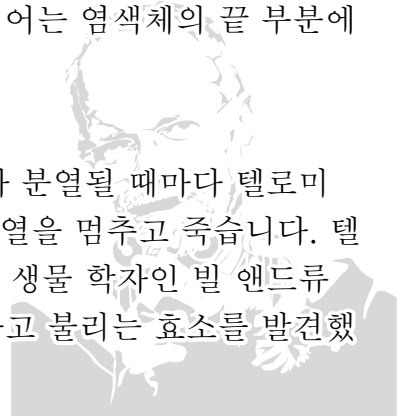 어는 염색체의 끝 부분에
분열될 때마다 텔로미
열을 멈추고 죽습니다. 텔
생물 학자인 빌 앤드류
고 불리는 효소를 발견했